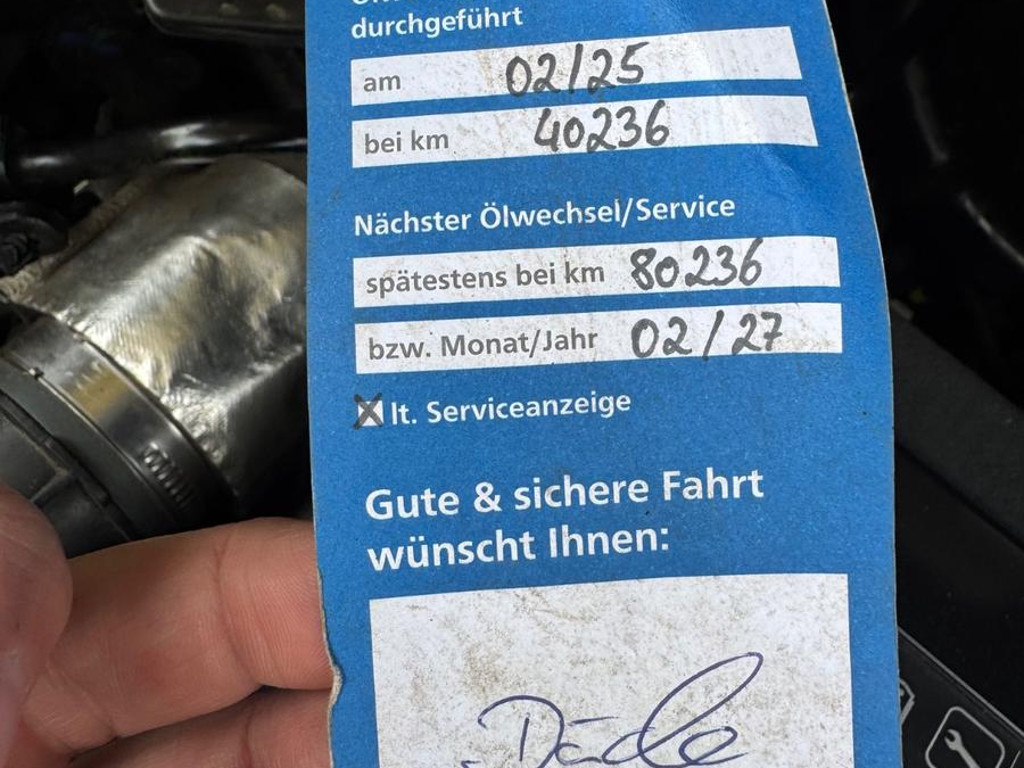 durchgeführt
am 02/25
bei km 40236
Nächster Ölwechsel/Service
spätestens bei km 80236
bzw. Monat/Jahr 02/27
lt. Serviceanzeige
Gute & sichere Fahrt
wünscht Ihnen: